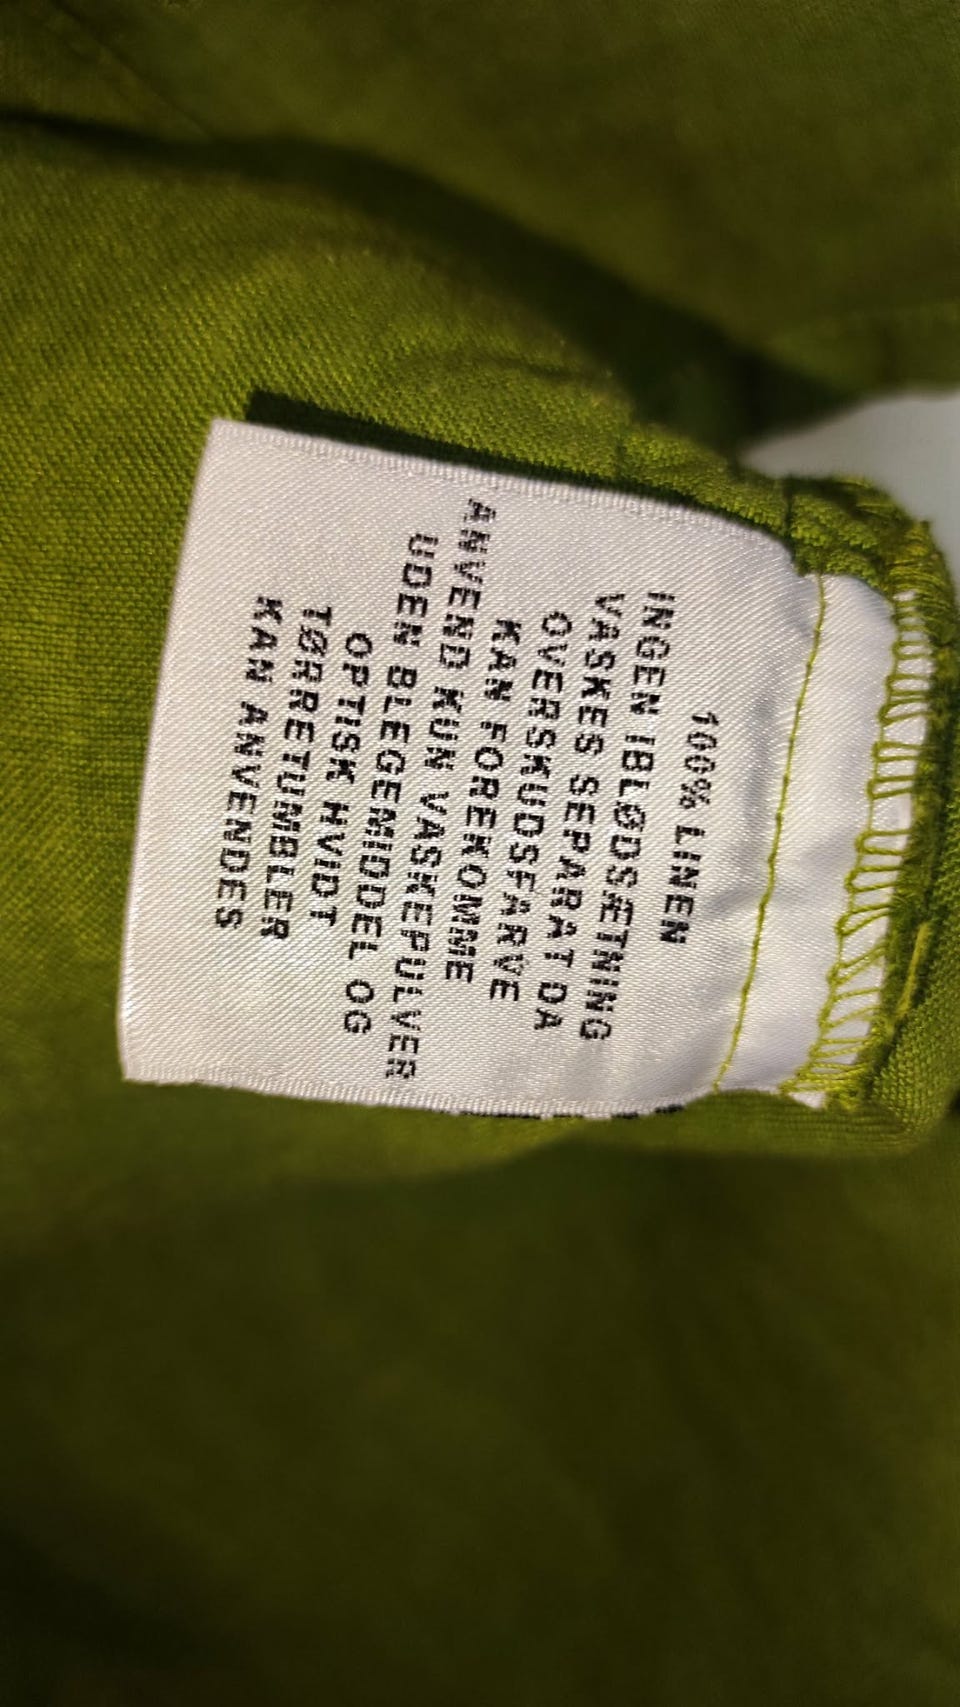 100% LINEN
INGEN IBLØDSÆTNING
VASKES SEPARAT DA
OVERSKUDSFARVE
KAN FOREKOMME
ANVEND KUN VASKEPULVER
UDEN BLEGEMIDDEL OG
OPTISK HVIDT
TØRRETUMBLER
KAN ANVENDES